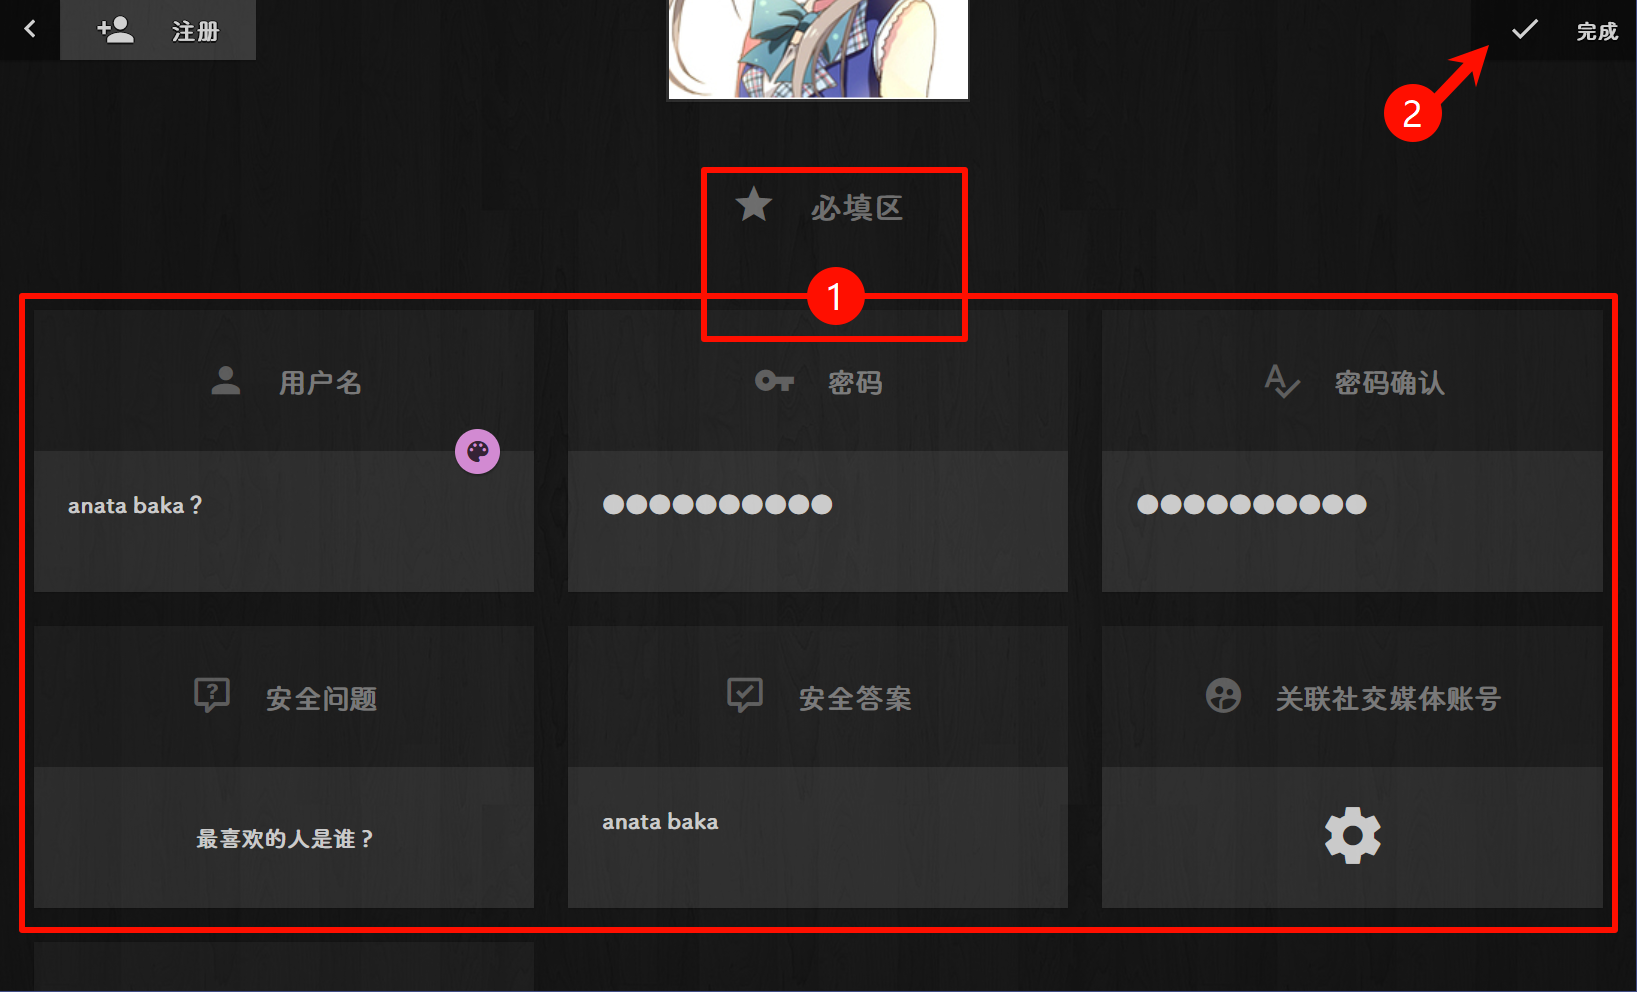 注册
完成
2
必填区
1
用户名
密码
密码确认
anata baka？
●●●●●●●●●●
●●●●●●●●●●
安全问题
安全答案
关联社交媒体账号
最喜欢的人是谁？
anata baka